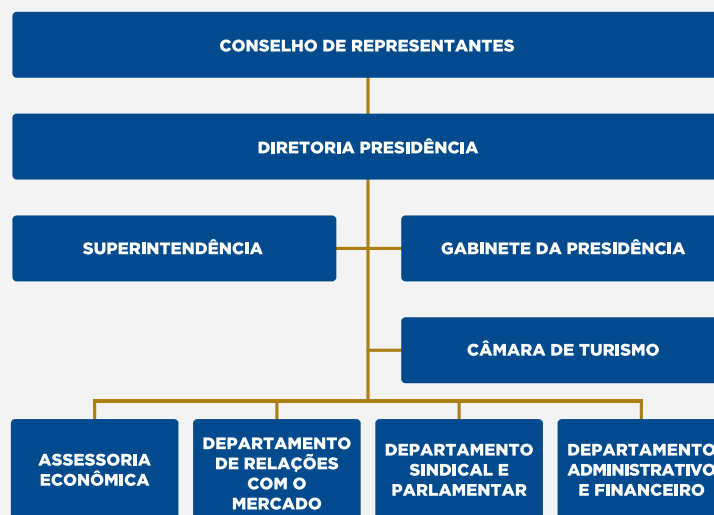 CONSELHO DE REPRESENTANTES
DIRETORIA PRESIDÊNCIA
SUPERINTENDÊNCIA
GABINETE DA PRESIDÊNCIA
CÂMARA DE TURISMO
ASSESSORIA
ECONÔMICA
DEPARTAMENTO
DE RELAÇÕES
COM O
MERCADO
DEPARTAMENTO
SINDICAL E
PARLAMENTAR
DEPARTAMENTO
ADMINISTRATIVO
E FINANCEIRO